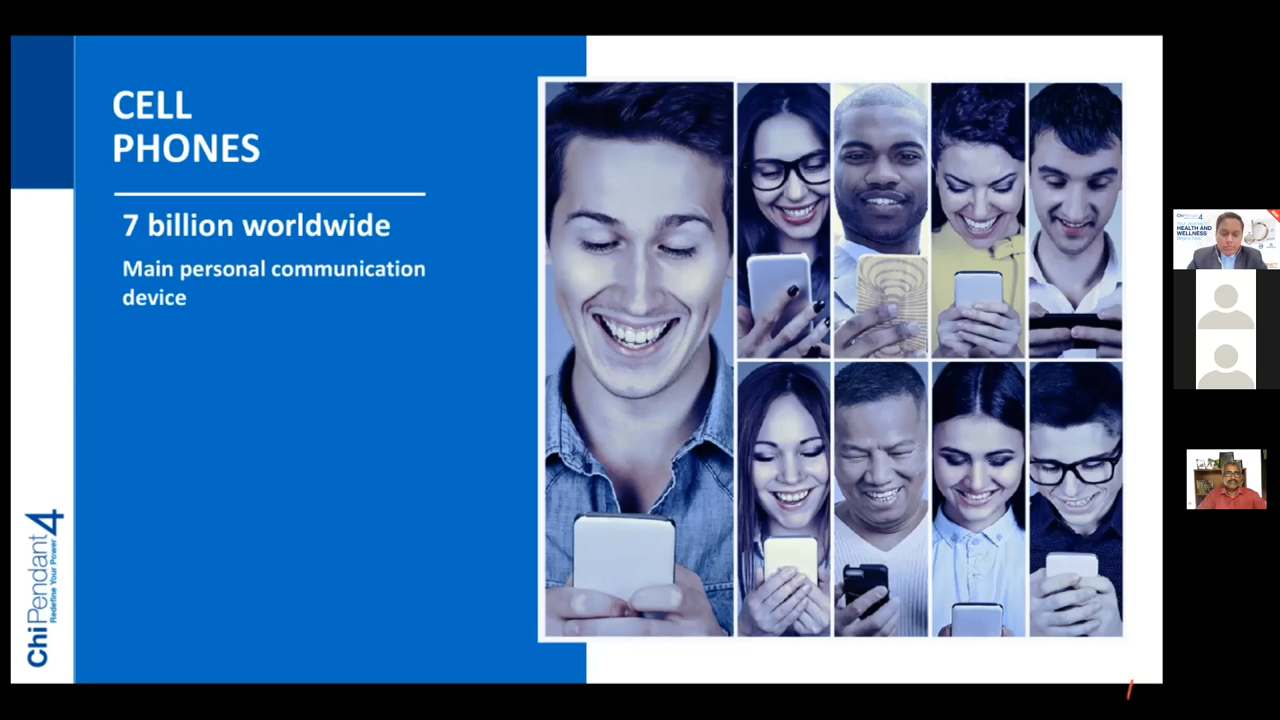 CELL
PHONES
7 billion worldwide
Main personal communication
device
ChiPendant4
Redefine Your Power
HEALTH AND
WELLNESS